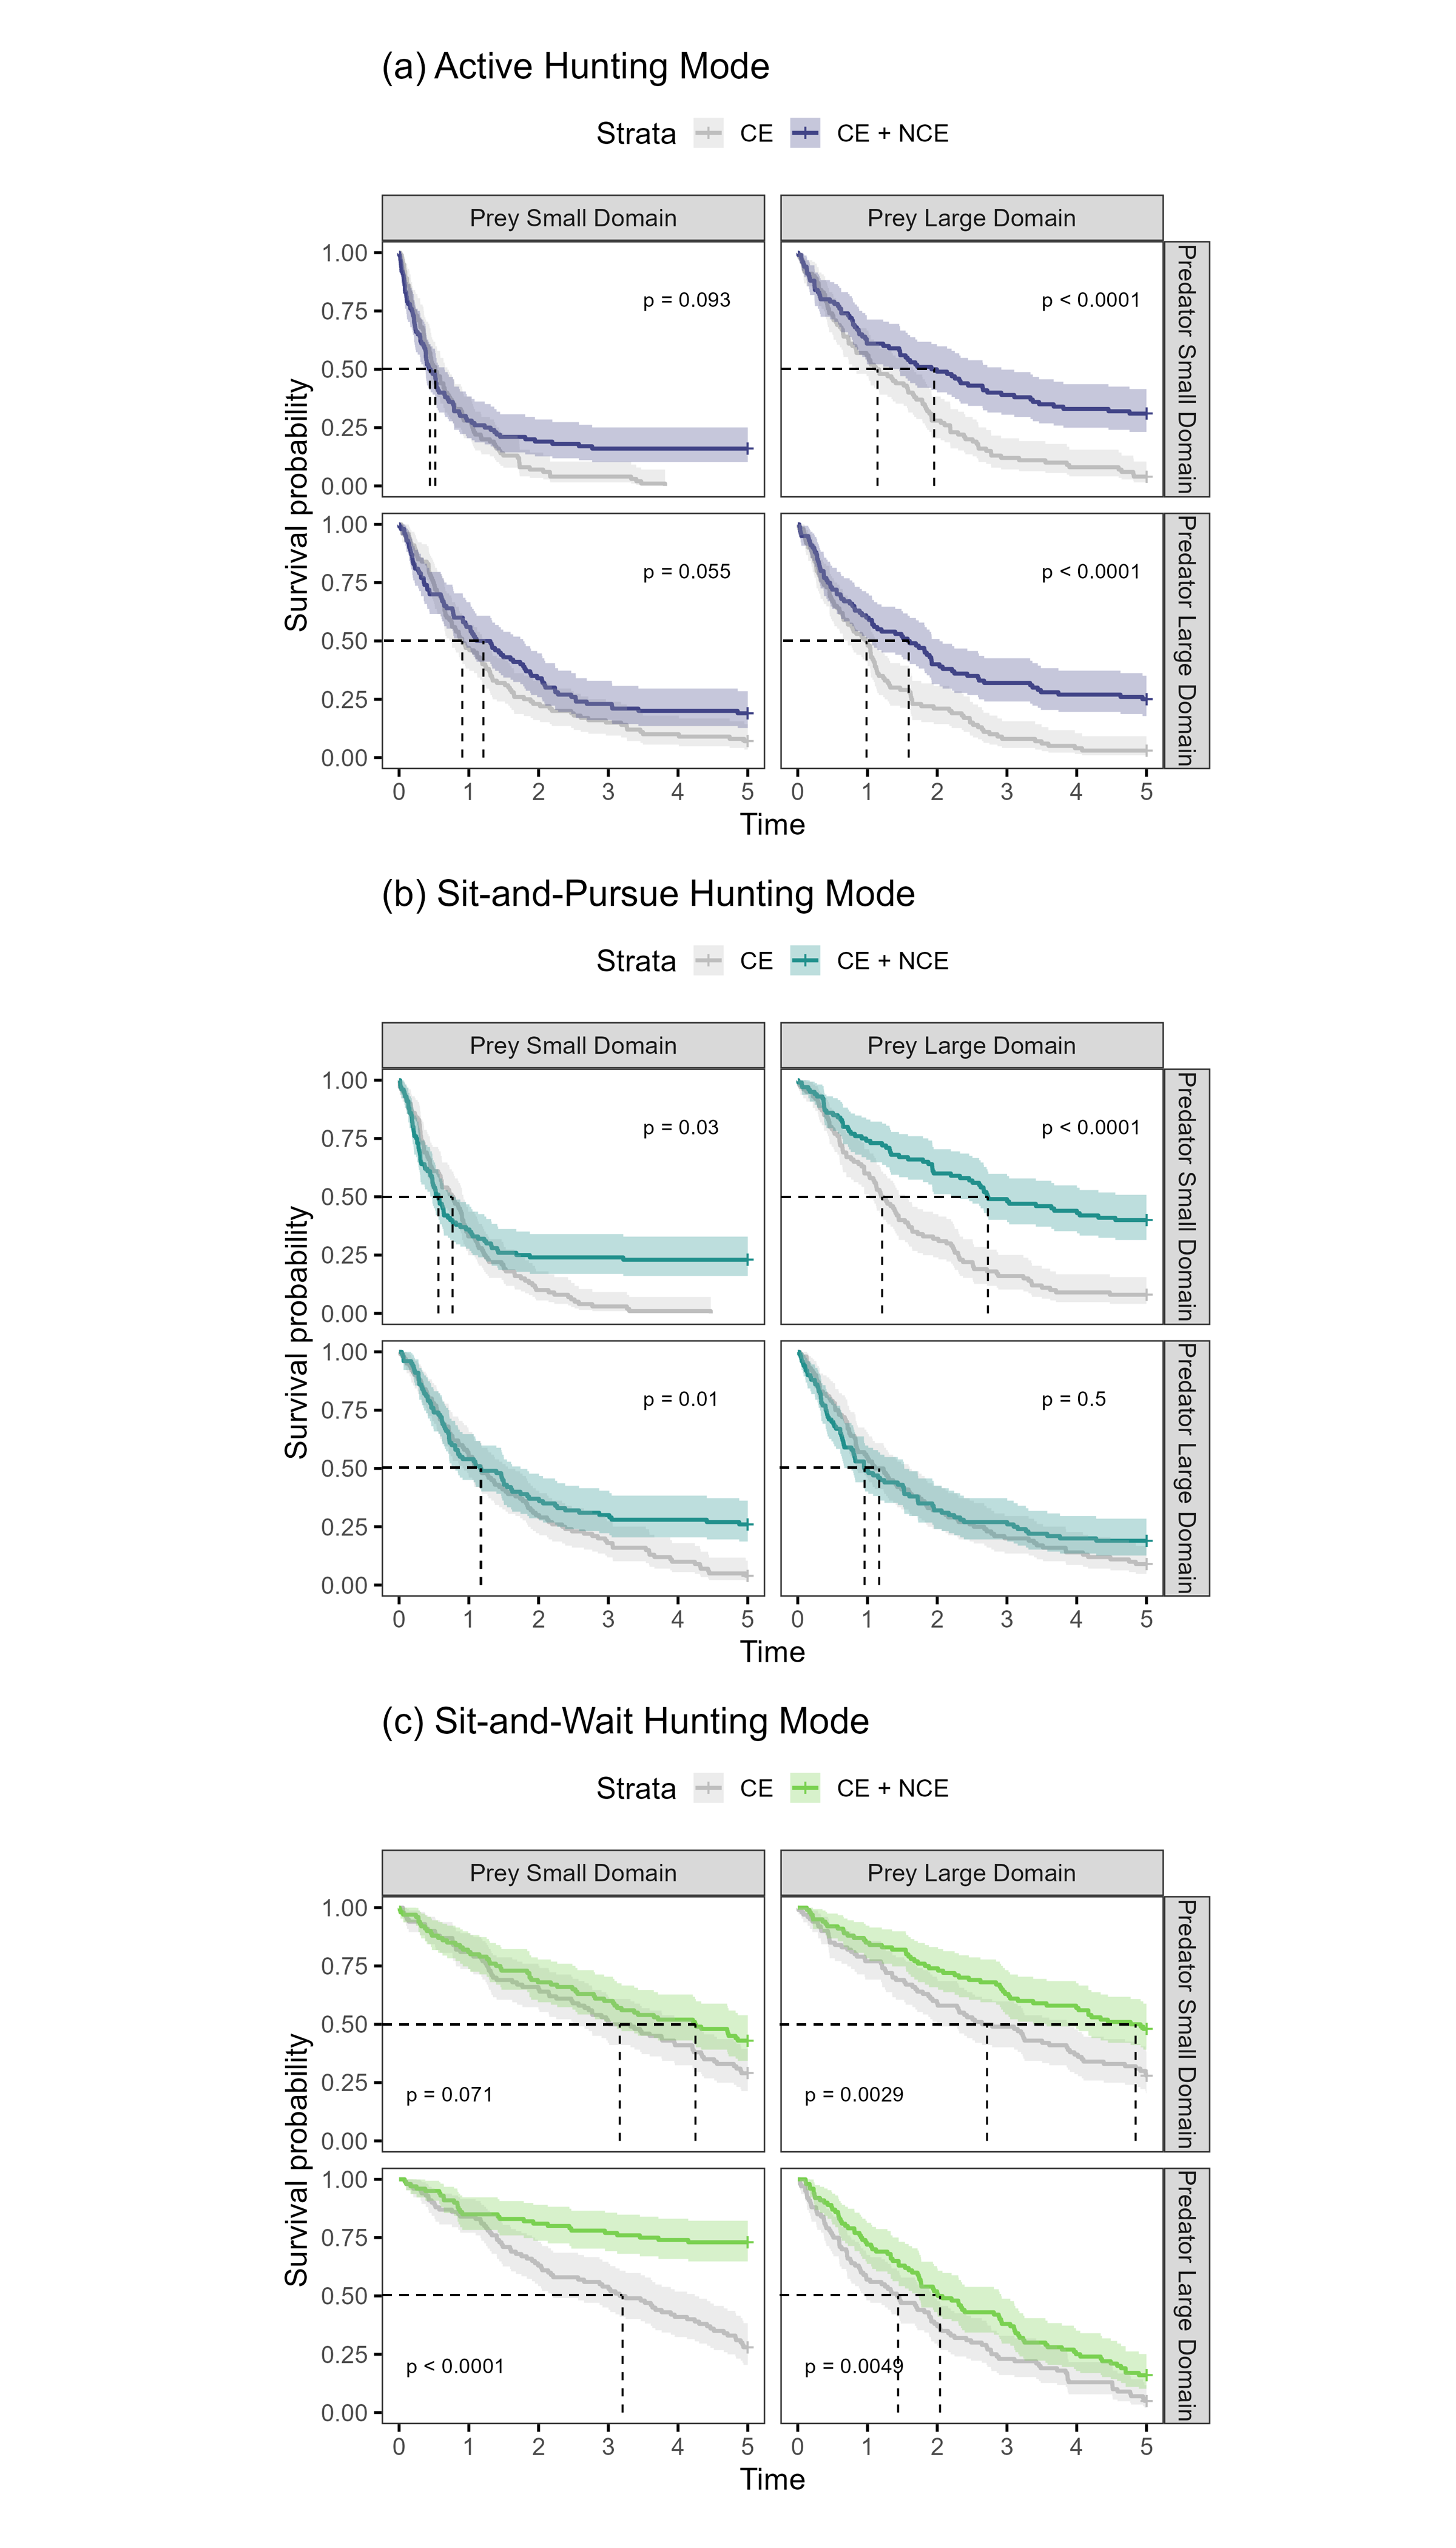 (a) Active Hunting Mode
Strata CE CE + NCE
Prey Small Domain Prey Large Domain
Survival probability
1.00
0.75
0.50
0.25
0.00
p = 0.093
p < 0.0001
Predator Small Domain
1.00
0.75
0.50
0.25
0.00
p = 0.055
p < 0.0001
Predator Large Domain
0 1 2 3 4 5 0 1 2 3 4 5
Time
(b) Sit-and-Pursue Hunting Mode
Strata CE CE + NCE
Prey Small Domain Prey Large Domain
Survival probability
1.00
0.75
0.50
0.25
0.00
p = 0.03
p < 0.0001
Predator Small Domain
1.00
0.75
0.50
0.25
0.00
p = 0.01
p = 0.5
Predator Large Domain
0 1 2 3 4 5 0 1 2 3 4 5
Time
(c) Sit-and-Wait Hunting Mode
Strata CE CE + NCE
Prey Small Domain Prey Large Domain
Survival probability
1.00
0.75
0.50
0.25
0.00
p = 0.071
p = 0.0029
Predator Small Domain
1.00
0.75
0.50
0.25
0.00
p < 0.0001
p = 0.0049
Predator Large Domain
0 1 2 3 4 5 0 1 2 3 4 5
Time